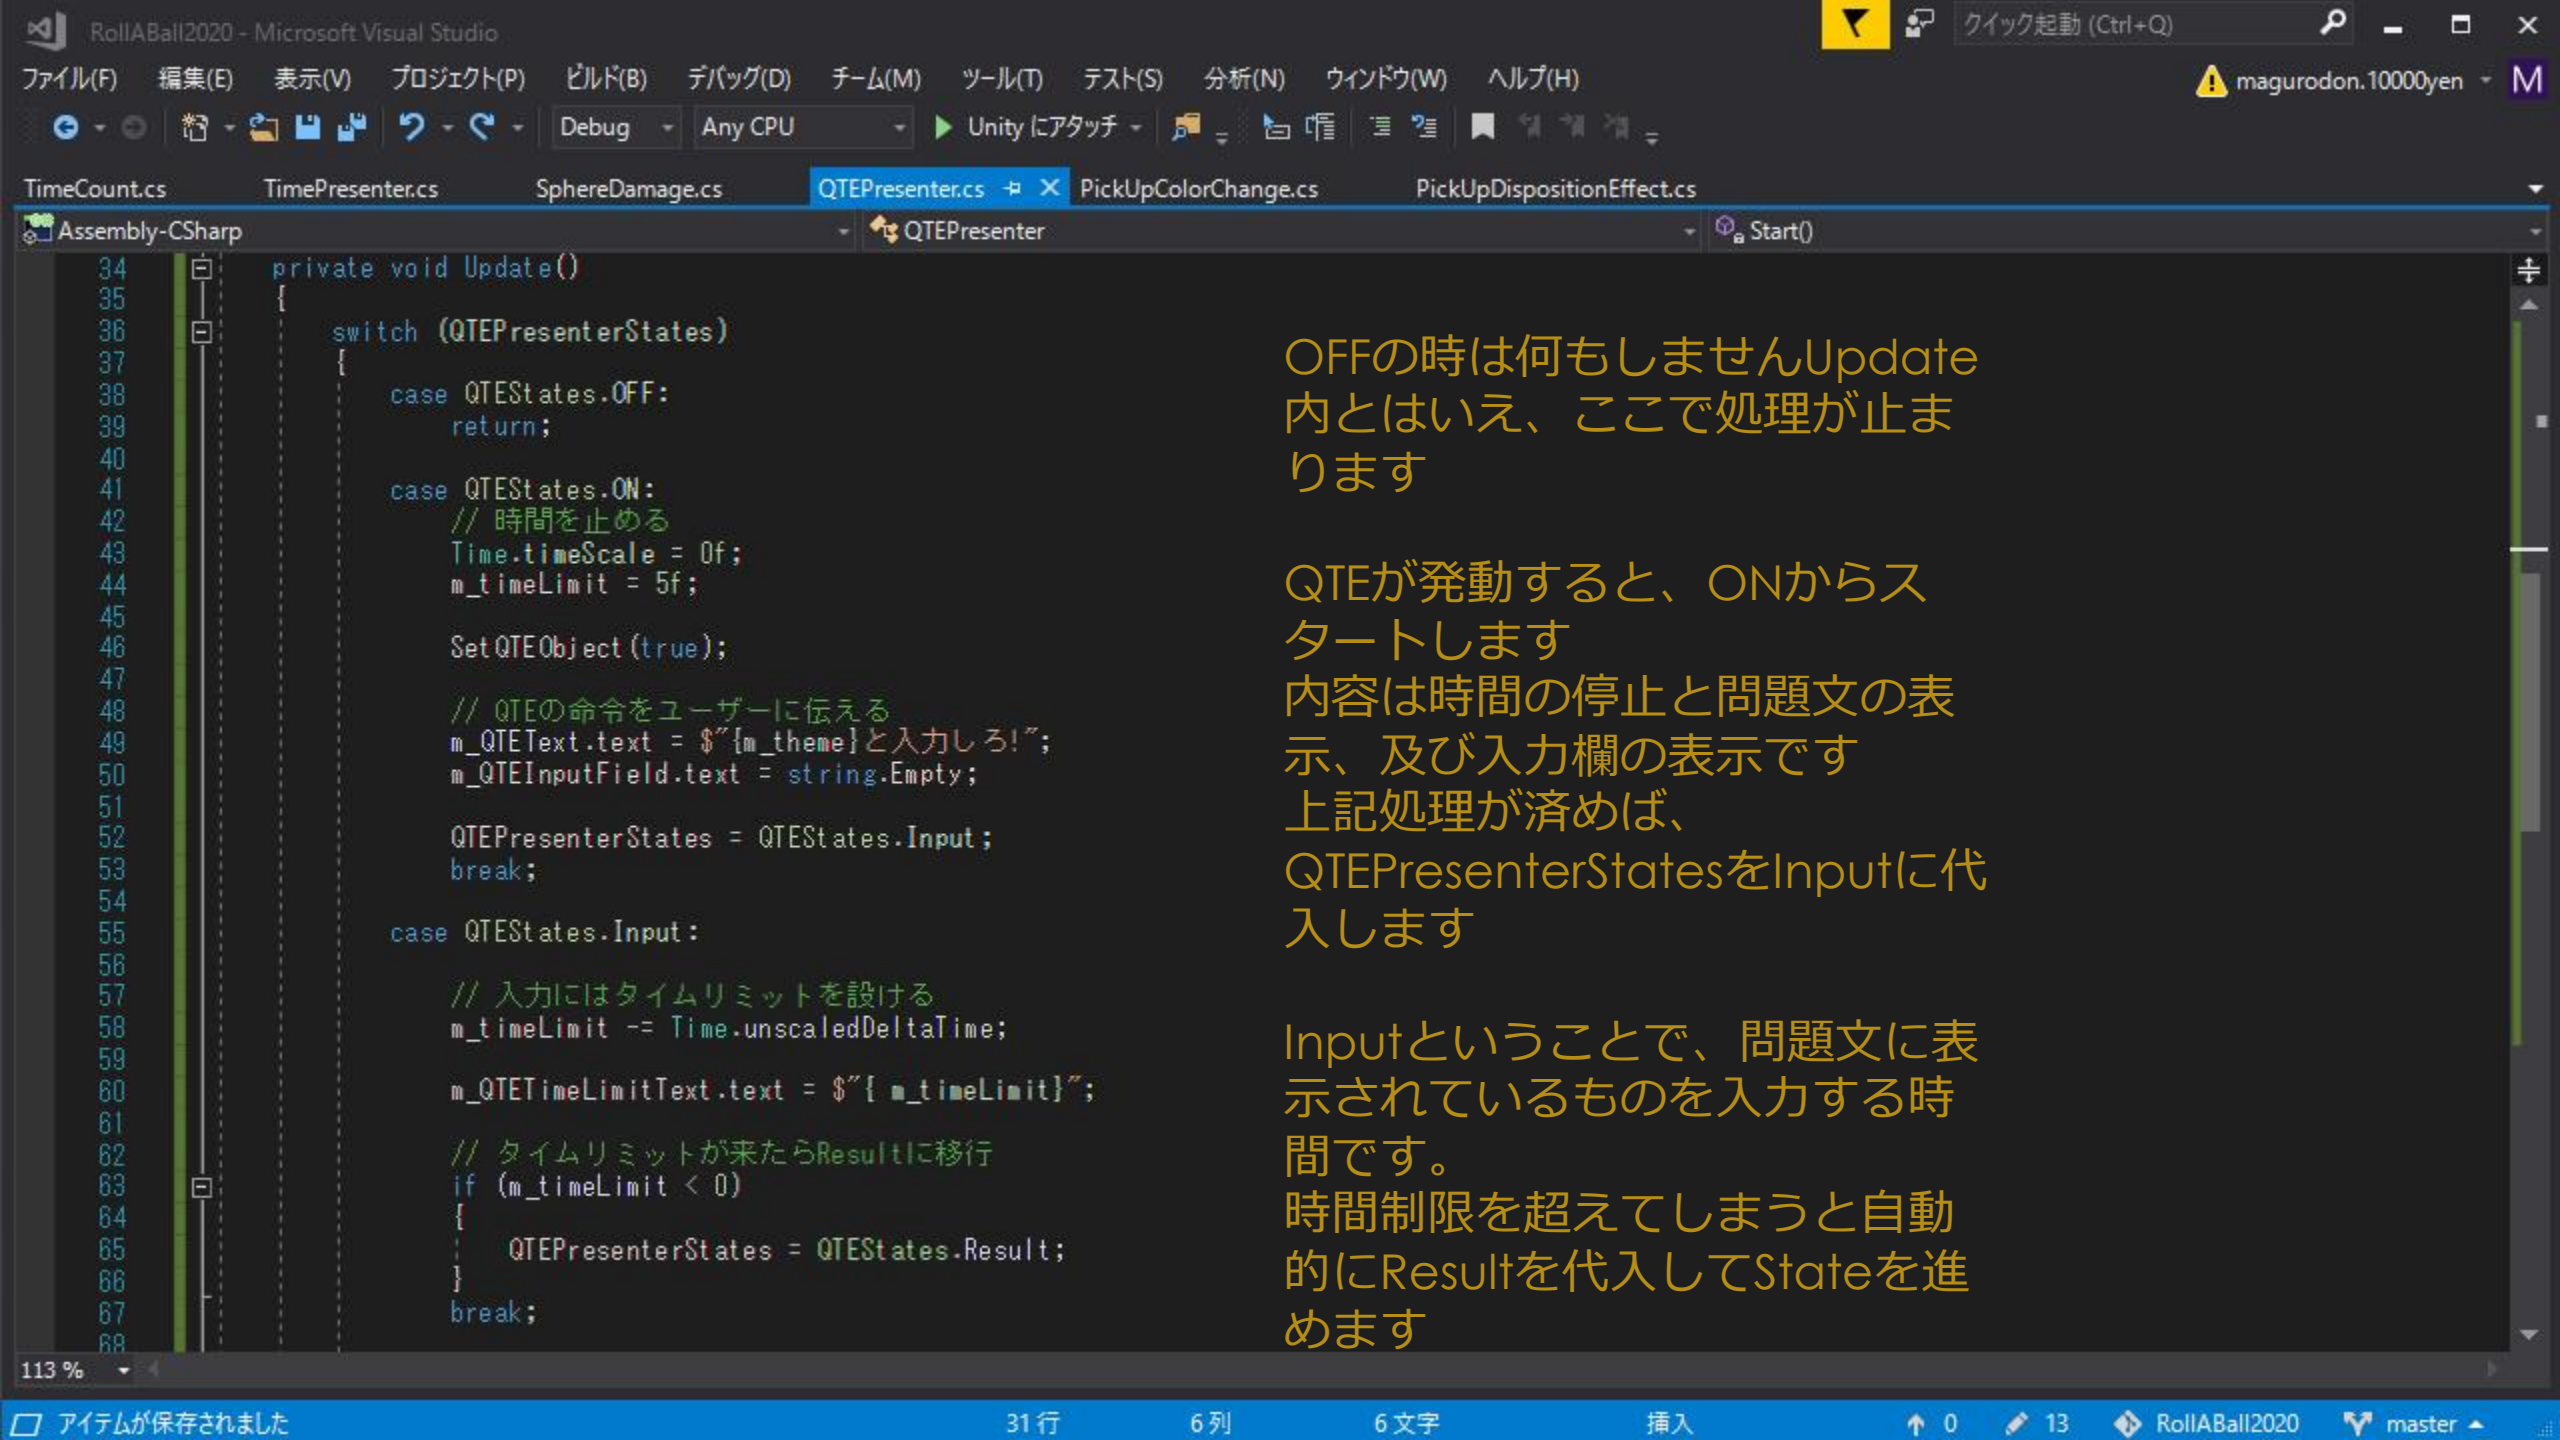 RollABall2020 - Microsoft Visual Studio
クイック起動 (Ctrl+Q)
ファイル(F) 編集(E) 表示(V) プロジェクト(P) ビルド(B) デバッグ(D) チーム(M) ツール(T) テスト(S) 分析(N) ウィンドウ(W) ヘルプ(H)
magurodon.10000yen M
Debug Any CPU Unity にアタッチ
TimeCount.cs TimePresenter.cs SphereDamage.cs QTEPresenter.cs PickUpColorChange.cs PickUpDispositionEffect.cs
Assembly-CSharp QTEPresenter Start()
34 private void Update()
35 {
36 switch (QTEPresenterStates)
37 {
38 case QTEStates.OFF:
39 return;
40
41 case QTEStates.ON:
42 // 時間を止める
43 Time.timeScale = 0f;
44 m_timeLimit = 5f;
45
46 SetQTEObject(true);
47
48 // QTEの命令をユーザーに伝える
49 m_QTEText.text = $"{m_theme}と入力しろ!";
50 m_QTEInputField.text = string.Empty;
51
52 QTEPresenterStates = QTEStates.Input;
53 break;
54
55 case QTEStates.Input:
56
57 // 入力にはタイムリミットを設ける
58 m_timeLimit -= Time.unscaledDeltaTime;
59
60 m_QTETimeLimitText.text = $"{ m_timeLimit}";
61
62 // タイムリミットが来たらResultに移行
63 if (m_timeLimit < 0)
64 {
65 QTEPresenterStates = QTEStates.Result;
66 }
67 break;
68
OFFの時は何もしませんUpdate
内とはいえ、ここで処理が止ま
ります
QTEが発動すると、ONからス
タートします
内容は時間の停止と問題文の表
示、及び入力欄の表示です
上記処理が済めば、
QTEPresenterStatesをInputに代
入します
Inputということで、問題文に表
示されているものを入力する時
間です。
時間制限を超えてしまうと自動
的にResultを代入してStateを進
めます
113 %
アイテムが保存されました 31 行 6 列 6 文字 挿入 0 13 RollABall2020 master